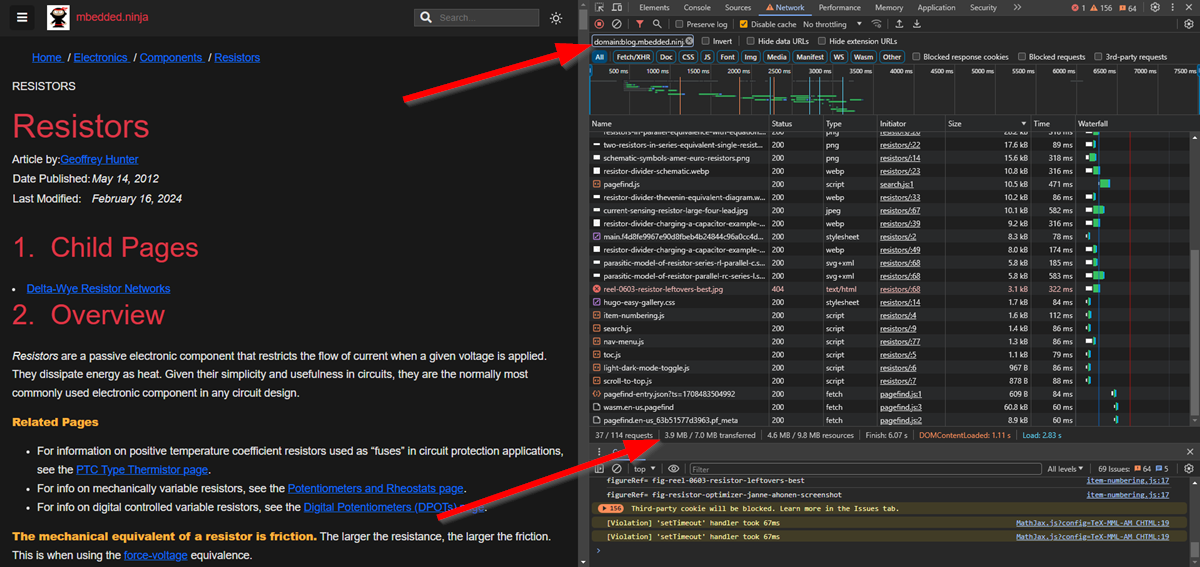 mbedded.ninja
Search...
Home / Electronics / Components / Resistors
RESISTORS
Resistors
Article by:Geoffrey Hunter
Date Published: May 14, 2012
Last Modified: February 16, 2024
1. Child Pages
Delta-Wye Resistor Networks
2. Overview
Resistors are a passive electronic component that restricts the flow of current when a given voltage is applied.
They dissipate energy as heat. Given their simplicity and usefulness in circuits, they are the normally most
commonly used electronic component in any circuit design.
Related Pages
For information on positive temperature coefficient resistors used as “fuses” in circuit protection applications,
see the PTC Type Thermistor page.
For info on mechanically variable resistors, see the Potentiometers and Rheostats page.
For info on digital controlled variable resistors, see the Digital Potentiometers (DPOTs)
The mechanical equivalent of a resistor is friction. The larger the resistance, the larger the friction.
This is when using the force-voltage equivalence.
Elements Console Sources Network Performance Memory Application Security 1 156 64
Preserve log Disable cache No throttling
domain:blog.mbedded.ninj Invert Hide data URLs Hide extension URLs
All Fetch/XHR Doc CSS JS Font Img Media Manifest WS Wasm Other Blocked response cookies Blocked requests 3rd-party requests
500 ms 1000 ms 1500 ms 2000 ms 2500 ms 3000 ms 3500 ms 4000 ms 4500 ms 5000 ms 5500 ms 6000 ms 6500 ms 7000 ms 7500 ms
Name Status Type Initiator Size Time Waterfall
resistors-in-parallel-equivalence-with-equation... 200 png resistors/:26 20.2 kB 318 ms
two-resistors-in-series-equivalent-single-resist... 200 png resistors/:22 17.6 kB 89 ms
schematic-symbols-amer-euro-resistors.png 200 png resistors/:14 15.6 kB 318 ms
resistor-divider-schematic.webp 200 webp resistors/:23 10.8 kB 316 ms
pagefind.js 200 script search.js:1 10.5 kB 471 ms
resistor-divider-thevenin-equivalent-diagram.w... 200 webp resistors/:33 10.2 kB 86 ms
current-sensing-resistor-large-four-lead.jpg 200 jpeg resistors/:67 10.1 kB 582 ms
resistor-divider-charging-a-capacitor-example-... 200 webp resistors/:39 9.2 kB 316 ms
main.f4d8fe9967e90d8fbeb4b24844c96a0cc4d... 200 stylesheet resistors/:2 8.3 kB 78 ms
resistor-divider-charging-a-capacitor-example-... 200 webp resistors/:49 8.0 kB 174 ms
parasitic-model-of-resistor-series-rl-parallel-c.s... 200 svg+xml resistors/:68 5.8 kB 185 ms
parasitic-model-of-resistor-parallel-rc-series-l.s... 200 svg+xml resistors/:68 5.8 kB 583 ms
reel-0603-resistor-leftovers-best.jpg 404 text/html resistors/:68 3.1 kB 322 ms
hugo-easy-gallery.css 200 stylesheet resistors/:14 1.7 kB 84 ms
item-numbering.js 200 script resistors/:4 1.6 kB 112 ms
search.js 200 script resistors/:9 1.4 kB 86 ms
nav-menu.js 200 script resistors/:77 1.3 kB 86 ms
toc.js 200 script resistors/:5 1.1 kB 79 ms
light-dark-mode-toggle.js 200 script resistors/:6 967 B 86 ms
scroll-to-top.js 200 script resistors/:7 878 B 88 ms
pagefind-entry.json?ts=1708483504992 200 fetch pagefind.js:1 609 B 84 ms
wasm.en-us.pagefind 200 fetch pagefind.js:3 60.8 kB 60 ms
pagefind.en-us_63b51577d3963.pf_meta 200 fetch pagefind.js:2 0 B 64 ms
37 / 114 requests 3.9 MB / 7.0 MB transferred 4.6 MB / 9.8 MB resources Finish: 6.07 s DOMContentLoaded: 1.11 s Load: 2.83 s
top Filter All levels 69 Issues: 64 5
figureRef= fig-reel-0603-resistor-leftovers-best item-numbering.js:17
figureRef= fig-resistor-optimizer-janne-ahonen-screenshot item-numbering.js:17
156 Third-party cookie will be blocked. Learn more in the Issues tab.
[Violation] 'setTimeout' handler took 67ms MathJax.js?config=TeX-MML-AM_CHTML:19
[Violation] 'setTimeout' handler took 67ms MathJax.js?config=TeX-MML-AM_CHTML:19